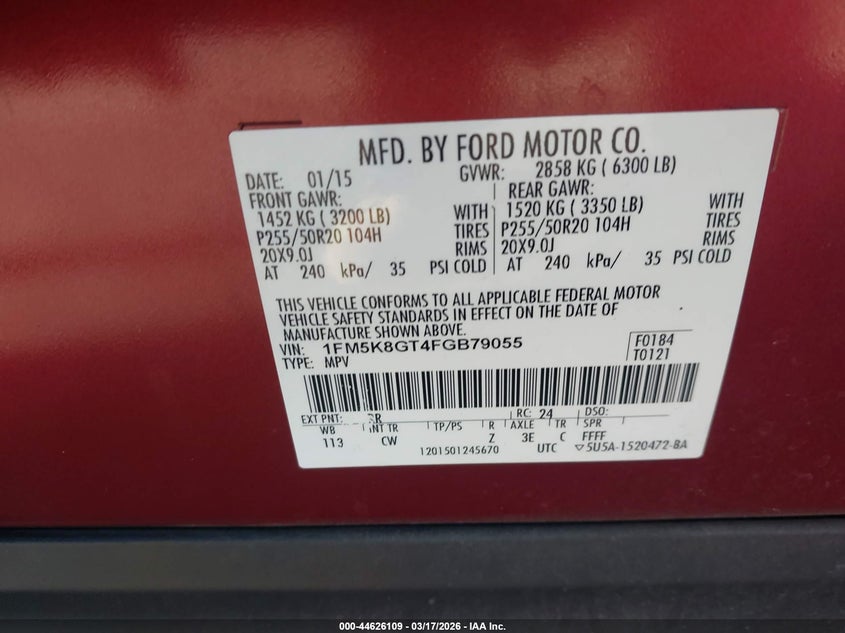 MFD. BY FORD MOTOR CO.
DATE: 01/15 GVWR: 2858 KG ( 6300 LB)
FRONT GAWR: REAR GAWR:
1452 KG ( 3200 LB) WITH 1520 KG ( 3350 LB) WITH
P255/50R20 104H TIRES P255/50R20 104H TIRES
20X9.0J RIMS 20X9.0J RIMS
AT 240 kPa/ 35 PSI COLD AT 240 kPa/ 35 PSI COLD
THIS VEHICLE CONFORMS TO ALL APPLICABLE FEDERAL MOTOR
VEHICLE SAFETY STANDARDS IN EFFECT ON THE DATE OF
MANUFACTURE SHOWN ABOVE.
VIN: 1FM5K8GT4FGB79055 F0184
TYPE: MPV T0121
EXT PNT: RR RC: 24 DSO:
WB INT TR TP/PS R AXLE TR SPR
113 CW Z 3E C FFFF
1201501245670 UTC ▽5U5A-1520472-BA
000-44626109 - 03/17/2026 - IAA Inc.